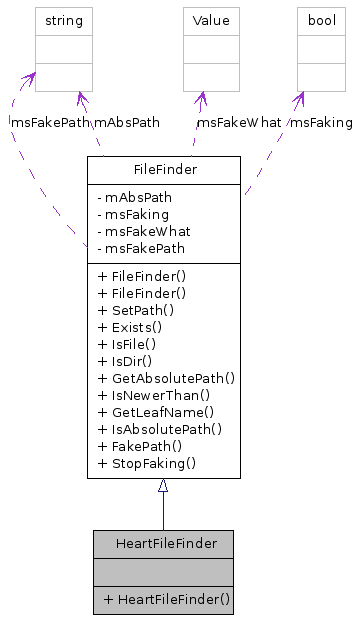 string
Value
bool
msFakePath
mAbsPath
msFakeWhat
msFaking
FileFinder
- mAbsPath
- msFaking
- msFakeWhat
- msFakePath
+ FileFinder()
+ FileFinder()
+ SetPath()
+ Exists()
+ IsFile()
+ IsDir()
+ GetAbsolutePath()
+ IsNewerThan()
+ GetLeafName()
+ IsAbsolutePath()
+ FakePath()
+ StopFaking()
HeartFileFinder
+ HeartFileFinder()